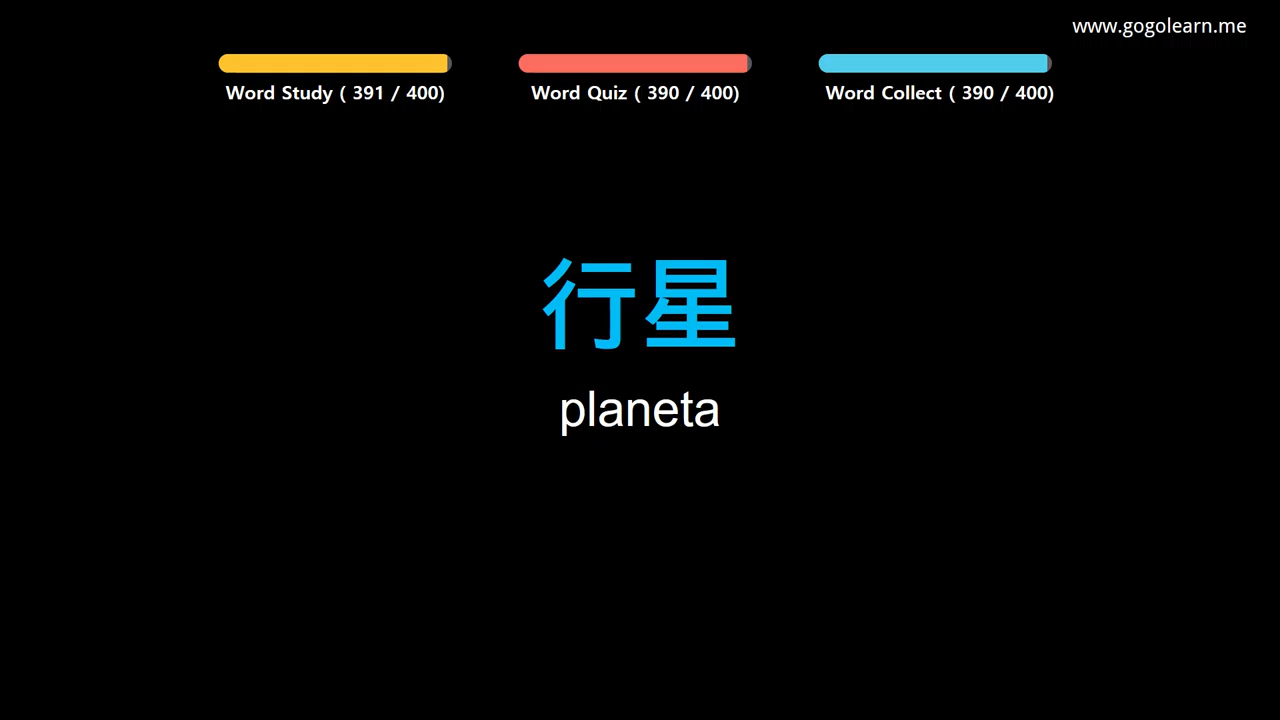 www.gogolearn.me
Word Study ( 391 / 400)
Word Quiz ( 390 / 400)
Word Collect ( 390 / 400)
行星
planeta